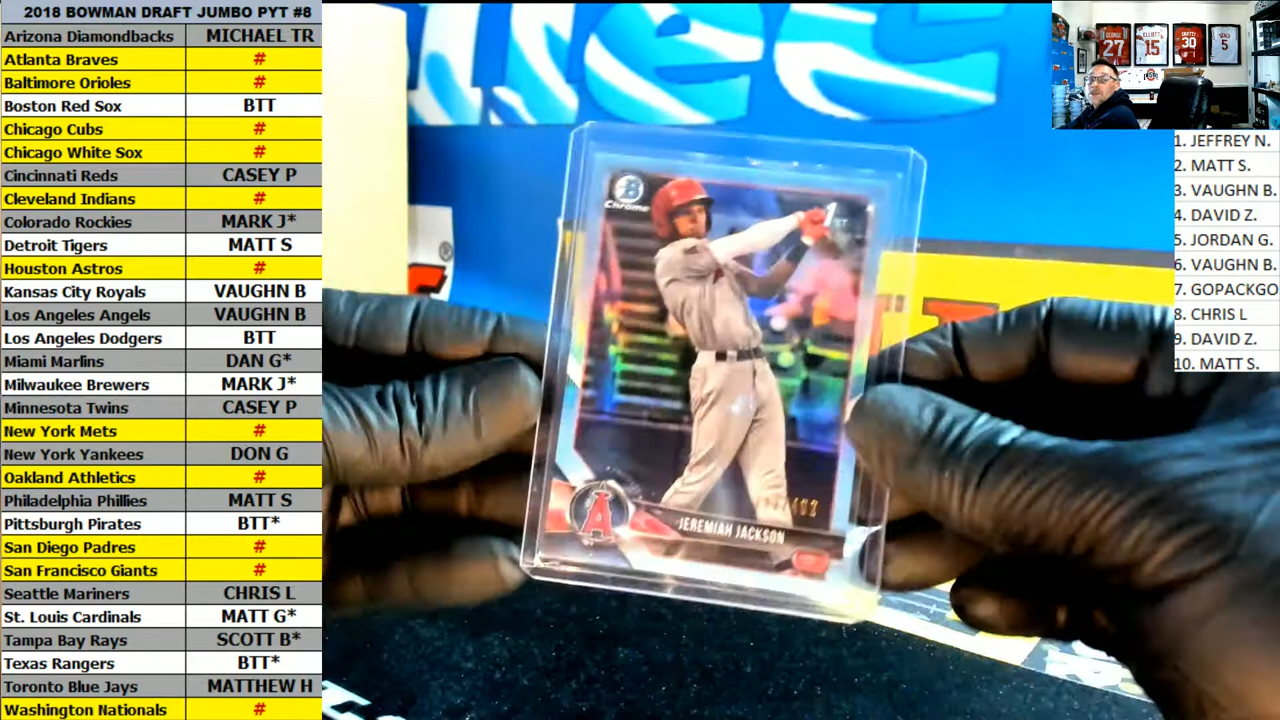 2018 BOWMAN DRAFT JUMBO PYT #8
Arizona Diamondbacks MICHAEL TR
Atlanta Braves #
Baltimore Orioles #
Boston Red Sox BTT
Chicago Cubs #
Chicago White Sox #
Cincinnati Reds CASEY P
Cleveland Indians #
Colorado Rockies MARK J*
Detroit Tigers MATT S
Houston Astros #
Kansas City Royals VAUGHN B
Los Angeles Angels VAUGHN B
Los Angeles Dodgers BTT
Miami Marlins DAN G*
Milwaukee Brewers MARK J*
Minnesota Twins CASEY P
New York Mets #
New York Yankees DON G
Oakland Athletics #
Philadelphia Phillies MATT S
Pittsburgh Pirates BTT*
San Diego Padres #
San Francisco Giants #
Seattle Mariners CHRIS L
St. Louis Cardinals MATT G*
Tampa Bay Rays SCOTT B*
Texas Rangers BTT*
Toronto Blue Jays MATTHEW H
Washington Nationals #
B
Chrome
1ST
A
JEREMIAH JACKSON
27
15
30
5
1. JEFFREY N.
2. MATT S.
3. VAUGHN B.
4. DAVID Z.
5. JORDAN G.
6. VAUGHN B.
7. GOPACKGO
8. CHRIS L
9. DAVID Z.
10. MATT S.